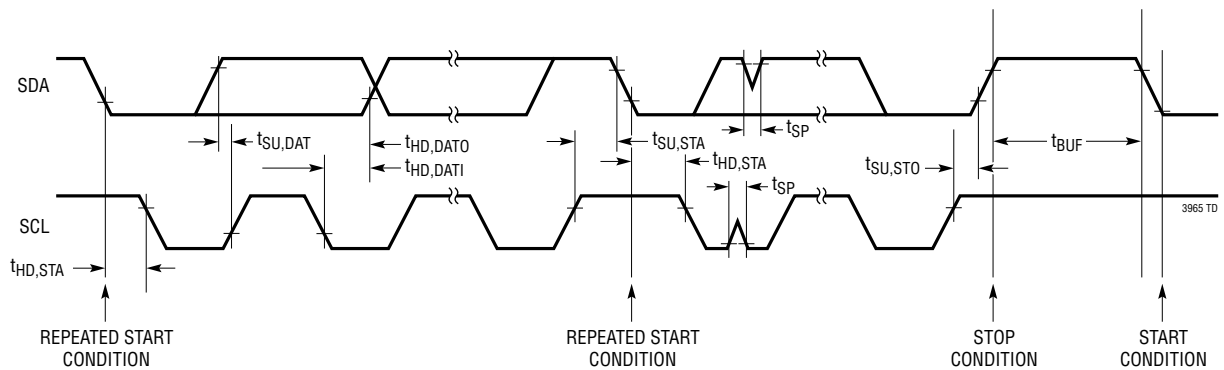 SDA
tSU,DAT
tHD,DATO
tHD,DATI
tSU,STA
tHD,STA
tSP
tSP
tSU,STO
tBUF
3965 TD
SCL
tHD,STA
REPEATED START
CONDITION
REPEATED START
CONDITION
STOP
CONDITION
START
CONDITION